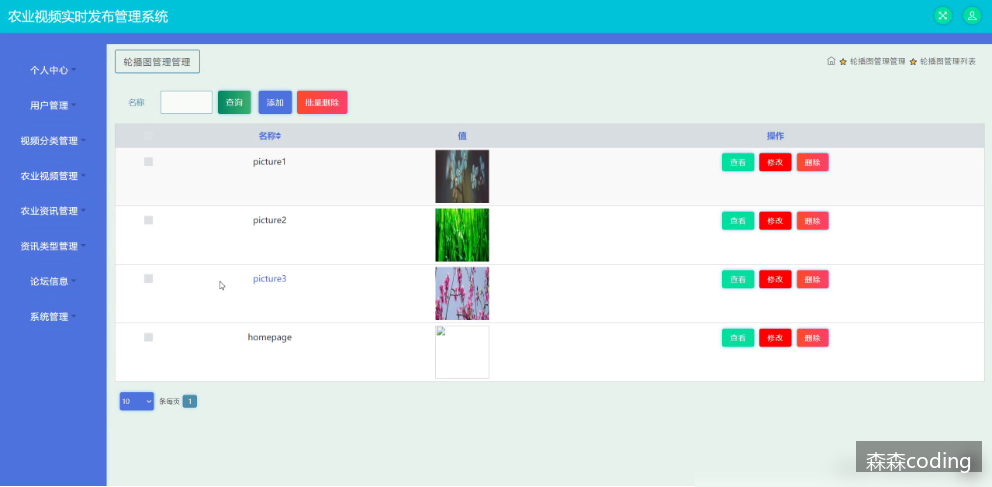 农业视频实时发布管理系统
个人中心
用户管理
视频分类管理
农业视频管理
农业资讯管理
资讯类型管理
论坛信息
系统管理
轮播图管理管理
轮播图管理管理 轮播图管理列表
名称 查询 添加 批量删除
名称 值 操作
picture1 查看 修改 删除
picture2 查看 修改 删除
picture3 查看 修改 删除
homepage 查看 修改 删除
10 条每页 1
森森coding